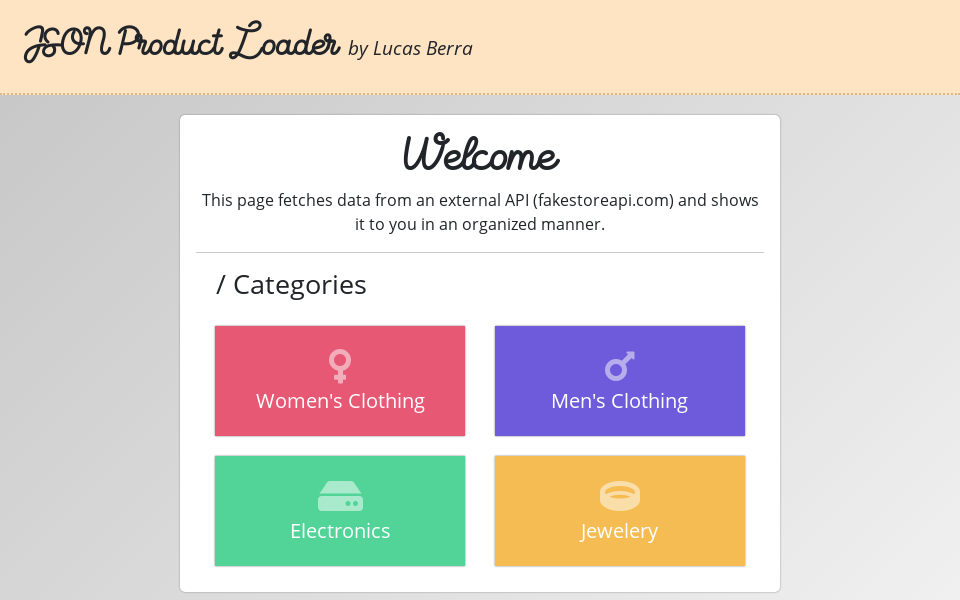 JSON Product Loader by Lucas Berra
Welcome
This page fetches data from an external API (fakestoreapi.com) and shows
it to you in an organized manner.
/ Categories
Women's Clothing
Men's Clothing
Electronics
Jewelery